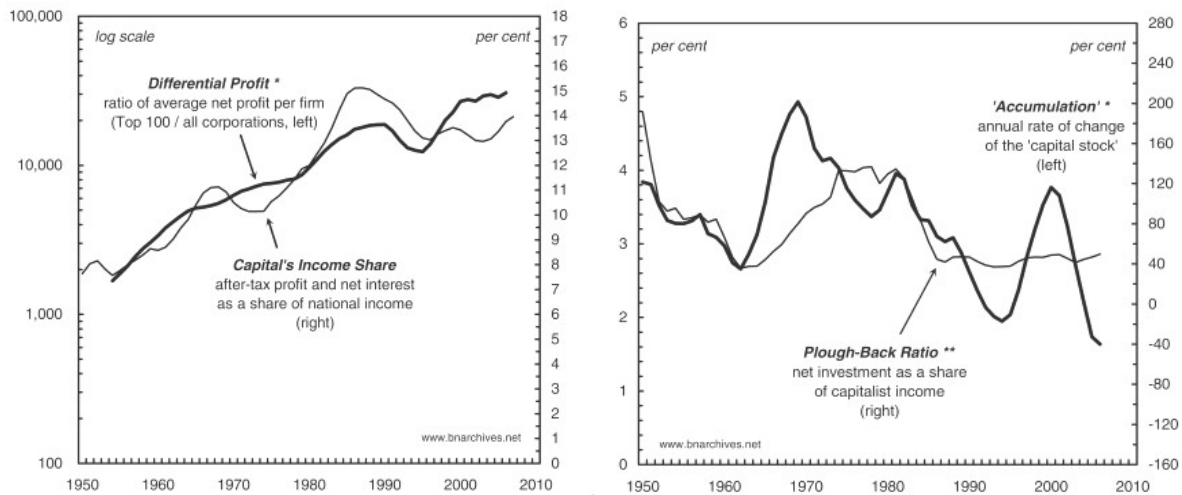 100,000
10,000
1,000
100
log scale
per cent
18
17
16
15
14
13
12
11
10
9
8
7
6
5
4
3
2
1
0
Differential Profit *
ratio of average net profit per firm
(Top 100 / all corporations, left)
Capital's Income Share
after-tax profit and net interest
as a share of national income
(right)
www.bnarchives.net
1950
1960
1970
1980
1990
2000
2010
6
5
4
3
2
1
0
per cent
per cent
280
240
200
160
120
80
40
0
-40
-80
-120
-160
'Accumulation' *
annual rate of change
of the 'capital stock'
(left)
Plough-Back Ratio **
net investment as a share
of capitalist income
(right)
www.bnarchives.net
1950
1960
1970
1980
1990
2000
2010